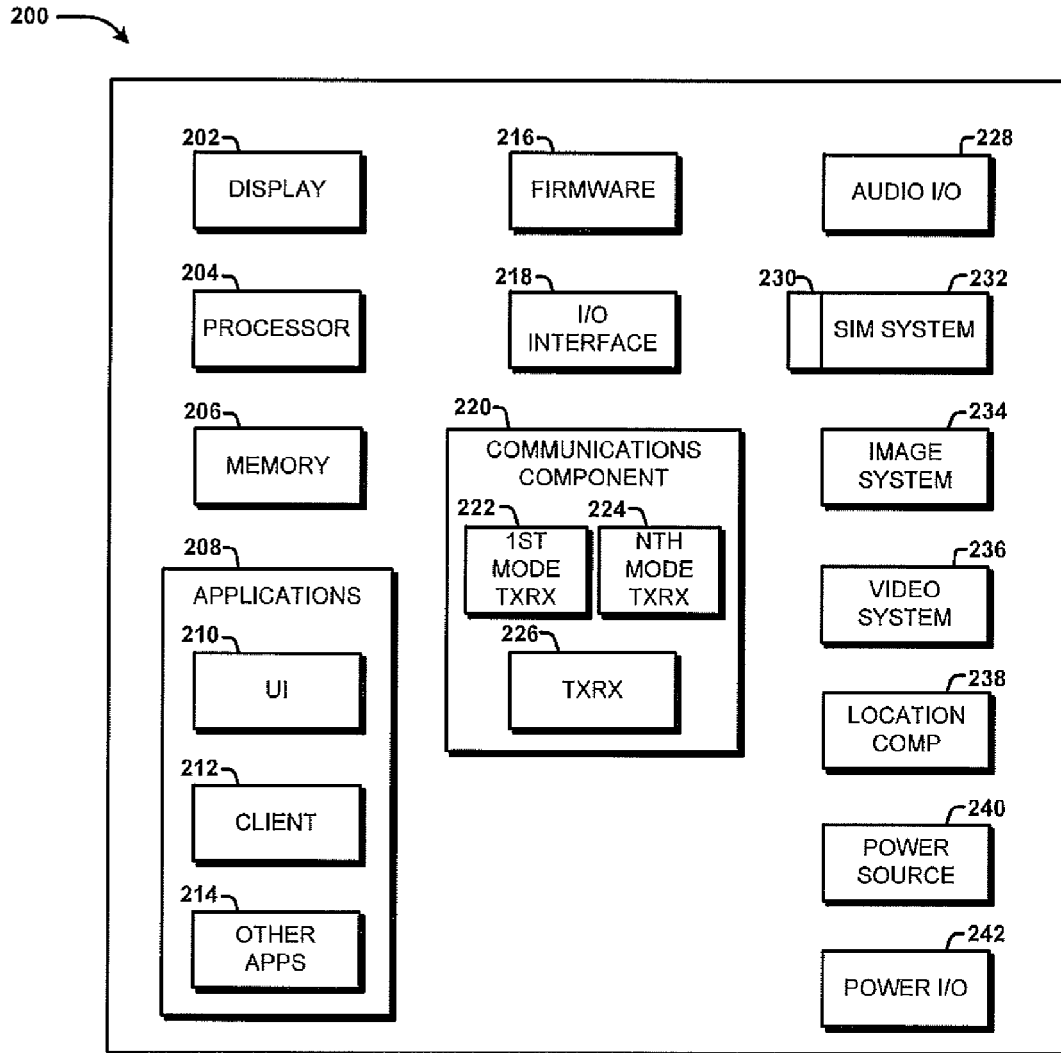 200
202
DISPLAY
204
PROCESSOR
206
MEMORY
208
APPLICATIONS
210
UI
212
CLIENT
214
OTHER
APPS
216
FIRMWARE
218
I/O
INTERFACE
220
COMMUNICATIONS
COMPONENT
222
1ST
MODE
TXRX
224
NTH
MODE
TXRX
226
TXRX
228
AUDIO I/O
230
232
SIM SYSTEM
234
IMAGE
SYSTEM
236
VIDEO
SYSTEM
238
LOCATION
COMP
240
POWER
SOURCE
242
POWER I/O